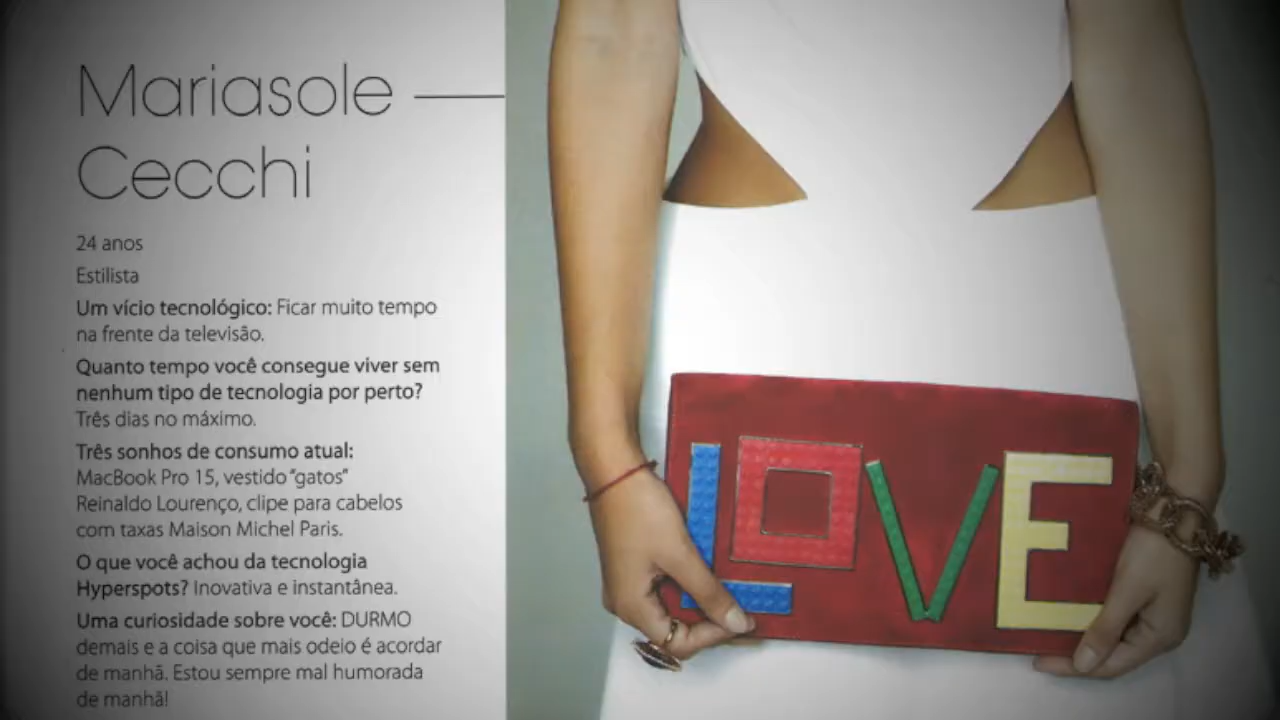 Mariasole
Cecchi
24 anos
Estilista
Um vício tecnológico: Ficar muito tempo
na frente da televisão.
Quanto tempo você consegue viver sem
nenhum tipo de tecnologia por perto?
Três dias no máximo.
Três sonhos de consumo atual:
MacBook Pro 15, vestido "gatos"
Reinaldo Lourenço, clipe para cabelos
com taxas Maison Michel Paris.
O que você achou da tecnologia
Hyperspots? Inovativa e instantânea.
Uma curiosidade sobre você: DURMO
demais e a coisa que mais odeio é acordar
de manhã. Estou sempre mal humorada
de manhã!
LOVE